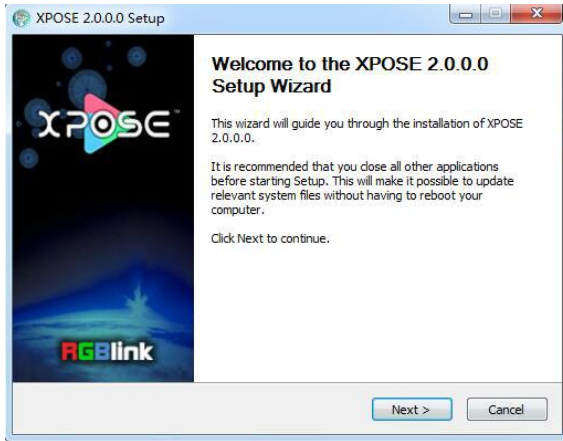 XPOSE 2.0.0.0 Setup
XPOSE™
RGBlink
Welcome to the XPOSE 2.0.0.0
Setup Wizard
This wizard will guide you through the installation of XPOSE
2.0.0.0.
It is recommended that you close all other applications
before starting Setup. This will make it possible to update
relevant system files without having to reboot your
computer.
Click Next to continue.
Next >
Cancel